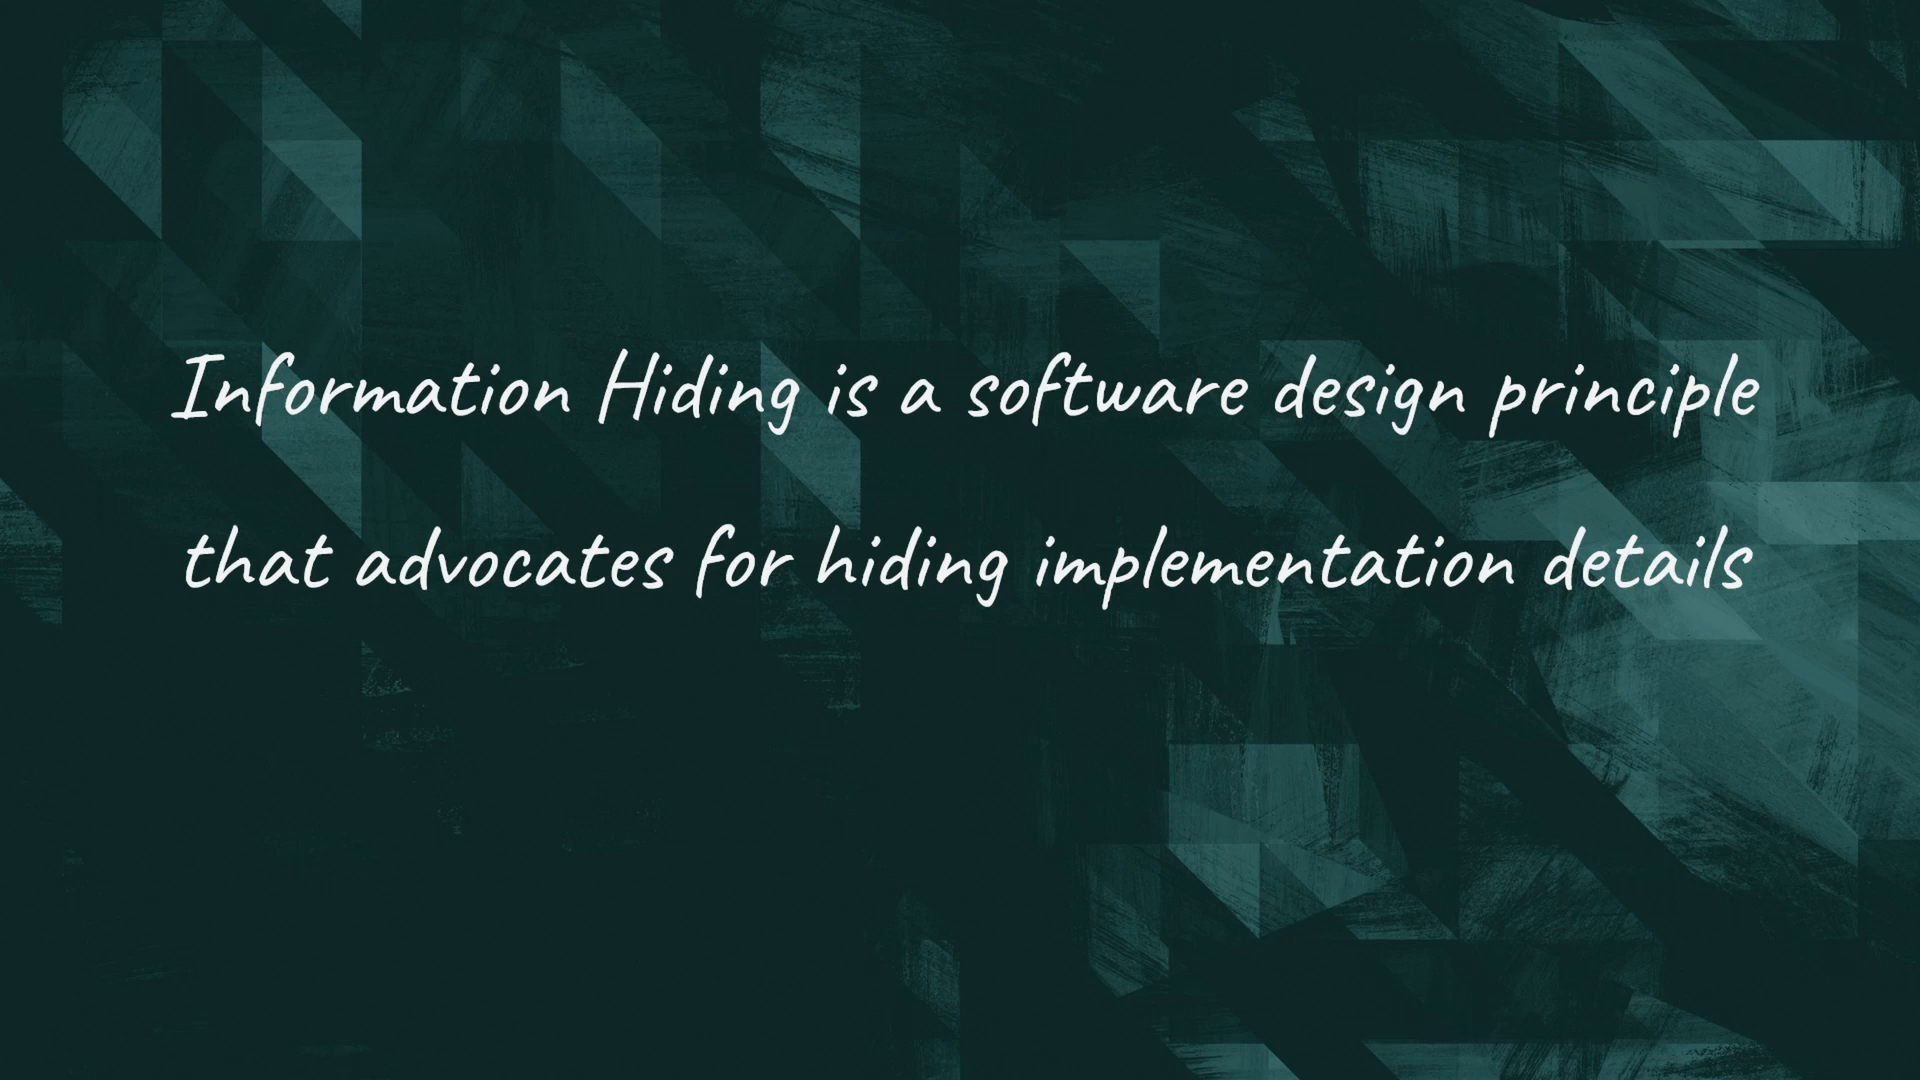 Information Hiding is a software design principle
that advocates for hiding implementation details